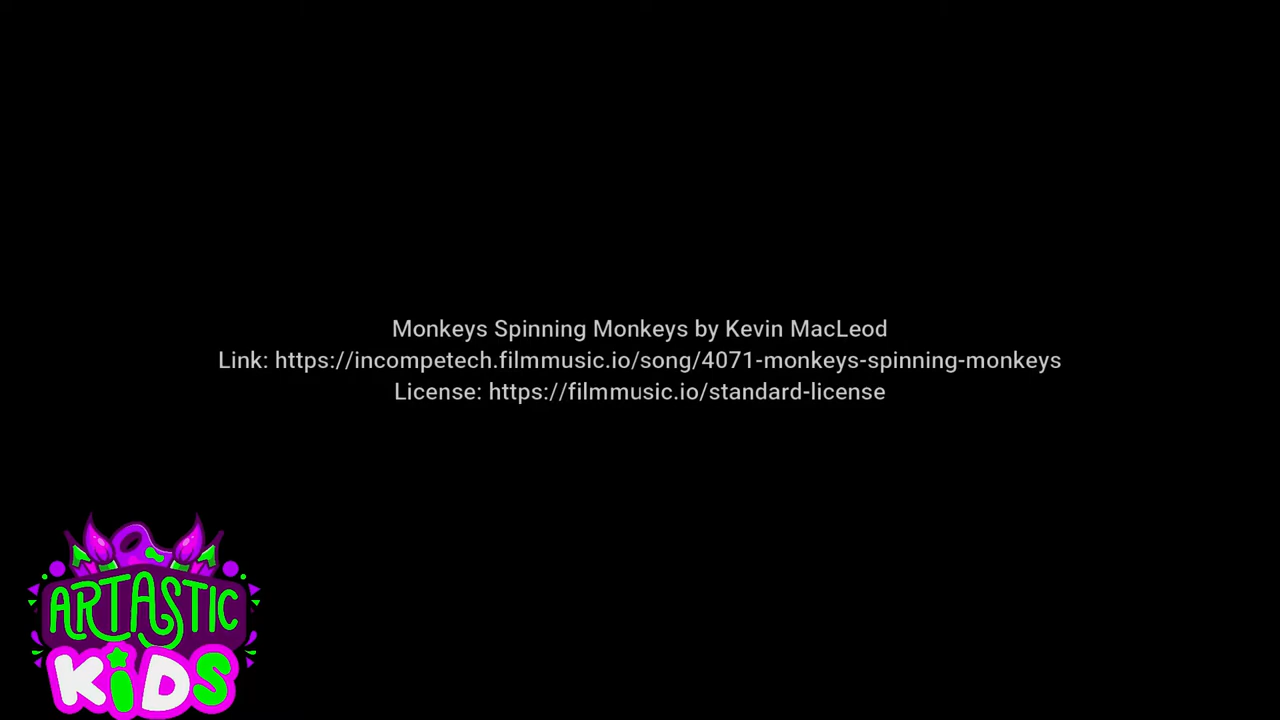 Monkeys Spinning Monkeys by Kevin MacLeod
Link: https://incompetech.filmmusic.io/song/4071-monkeys-spinning-monkeys
License: https://filmmusic.io/standard-license
ARTASTIC
KiDS